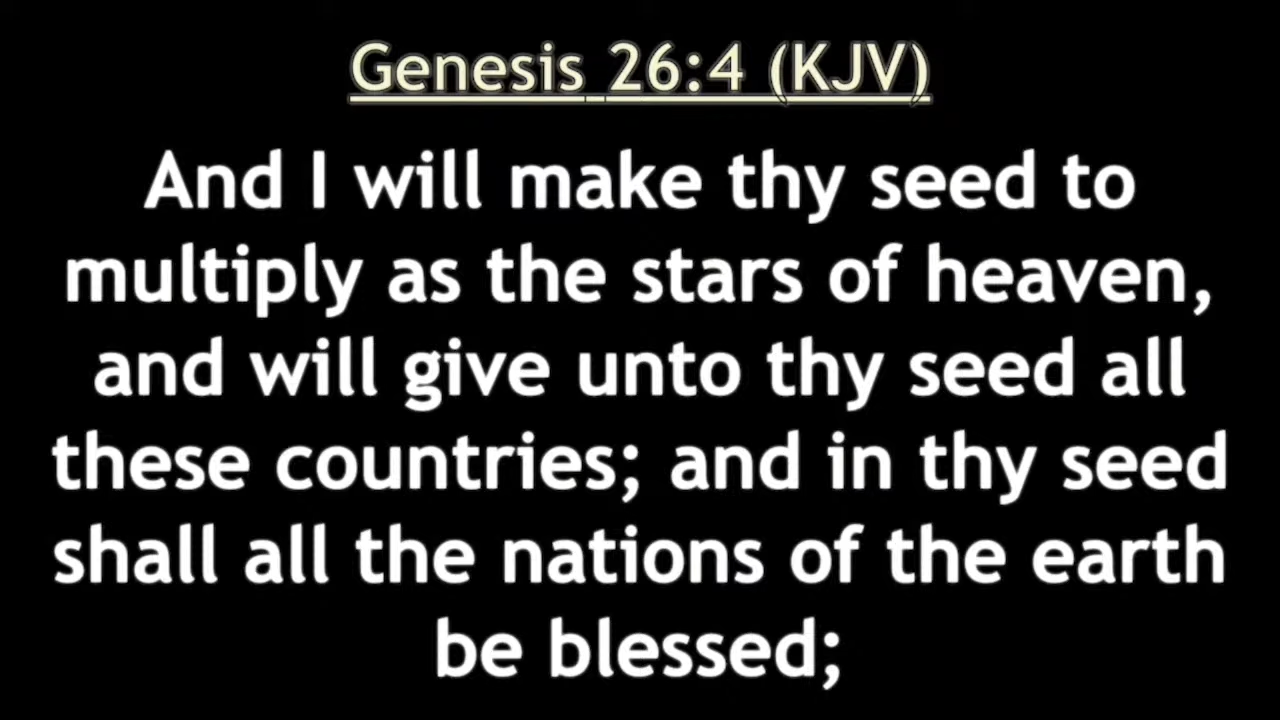 Genesis 26:4 (KJV)
And I will make thy seed to
multiply as the stars of heaven,
and will give unto thy seed all
these countries; and in thy seed
shall all the nations of the earth
be blessed;